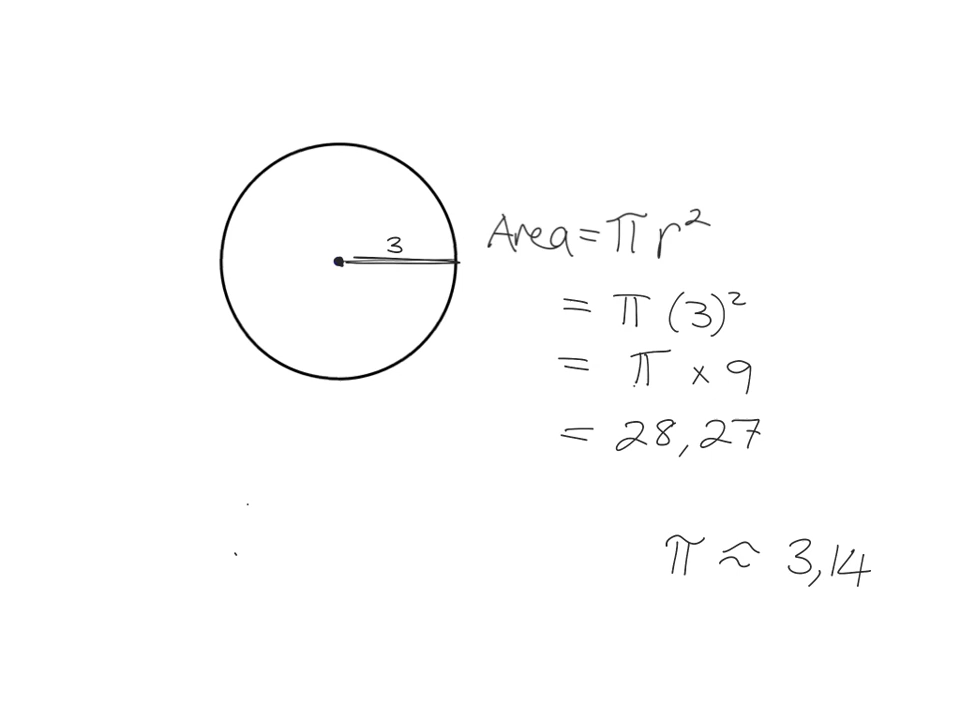 3
Area = π r²
= π (3)²
= π × 9
= 28,27
π ≈ 3,14